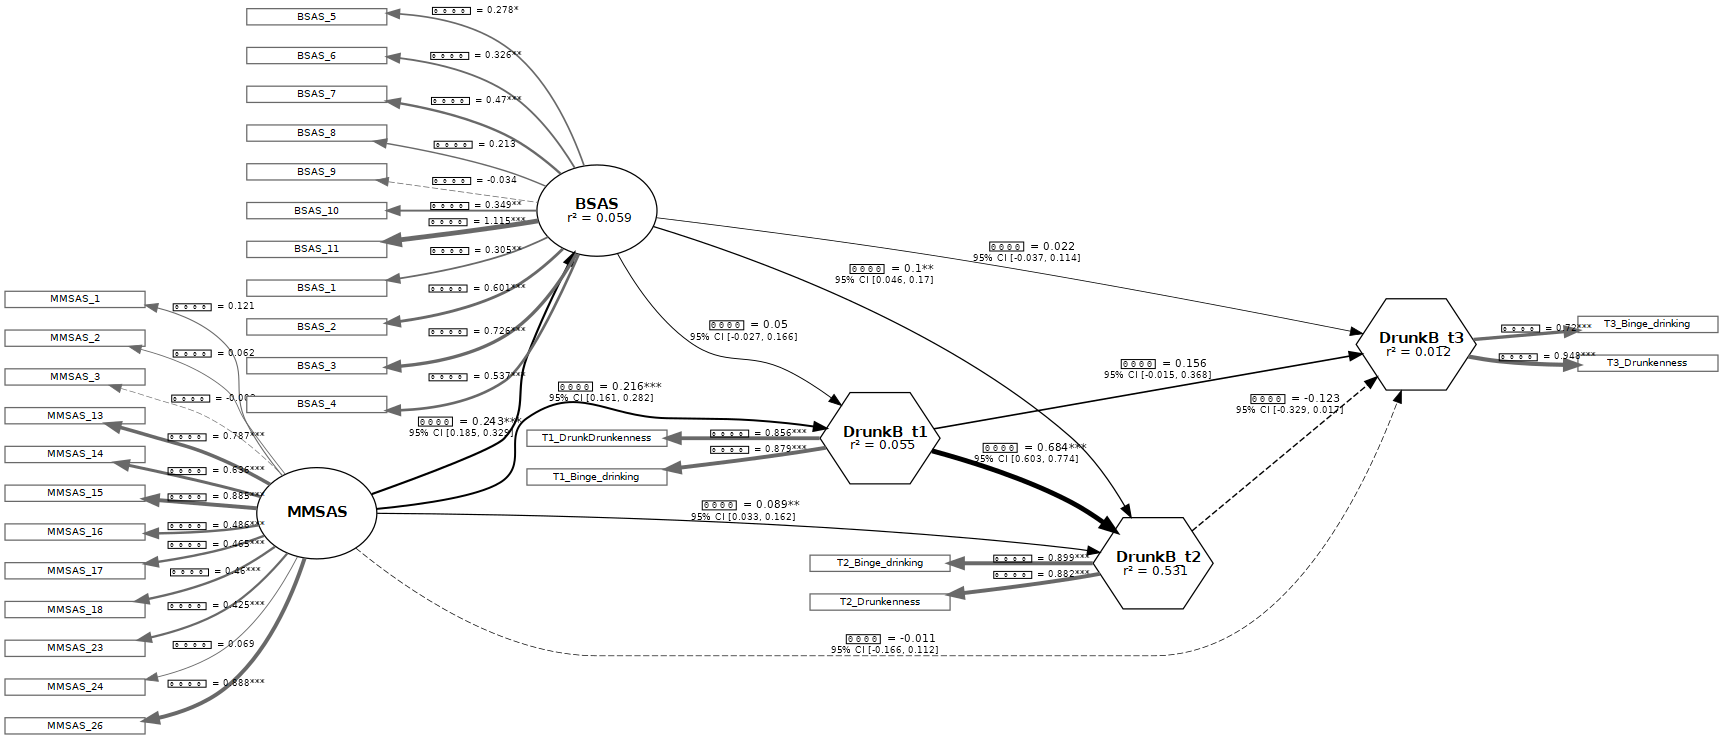 BSAS_5
= 0.278*
BSAS_6
= 0.326**
BSAS_7
= 0.47***
BSAS_8
= 0.213
BSAS_9
= -0.034
BSAS_10
= 0.349**
BSAS_11
= 1.115***
BSAS_1
= 0.305**
BSAS_2
= 0.601***
BSAS_3
= 0.726***
BSAS_4
= 0.537***
BSAS
r² = 0.059
MMSAS_1
= 0.121
MMSAS_2
= 0.062
MMSAS_3
MMSAS_13
= 0.787***
MMSAS_14
= 0.636***
MMSAS_15
= 0.885***
MMSAS_16
= 0.486***
MMSAS_17
= 0.465***
MMSAS_18
= 0.46***
MMSAS_23
= 0.425***
MMSAS_24
= 0.069
MMSAS_26
= 0.888***
MMSAS
= 0.243***
95% CI [0.185, 0.329]
= 0.216***
95% CI [0.161, 0.282]
= 0.05
95% CI [-0.027, 0.166]
= 0.1**
95% CI [0.046, 0.17]
= 0.022
95% CI [-0.037, 0.114]
T1_DrunkDrunkenness
= 0.856***
T1_Binge_drinking
= 0.879***
DrunkB_t1
r² = 0.055
= 0.156
95% CI [-0.015, 0.368]
= 0.684***
95% CI [0.603, 0.774]
= 0.089**
95% CI [0.033, 0.162]
= -0.123
95% CI [-0.329, 0.017]
T2_Binge_drinking
= 0.899***
T2_Drunkenness
= 0.882***
DrunkB_t2
r² = 0.531
= -0.011
95% CI [-0.166, 0.112]
DrunkB_t3
r² = 0.012
= 0.72***
T3_Binge_drinking
= 0.948***
T3_Drunkenness